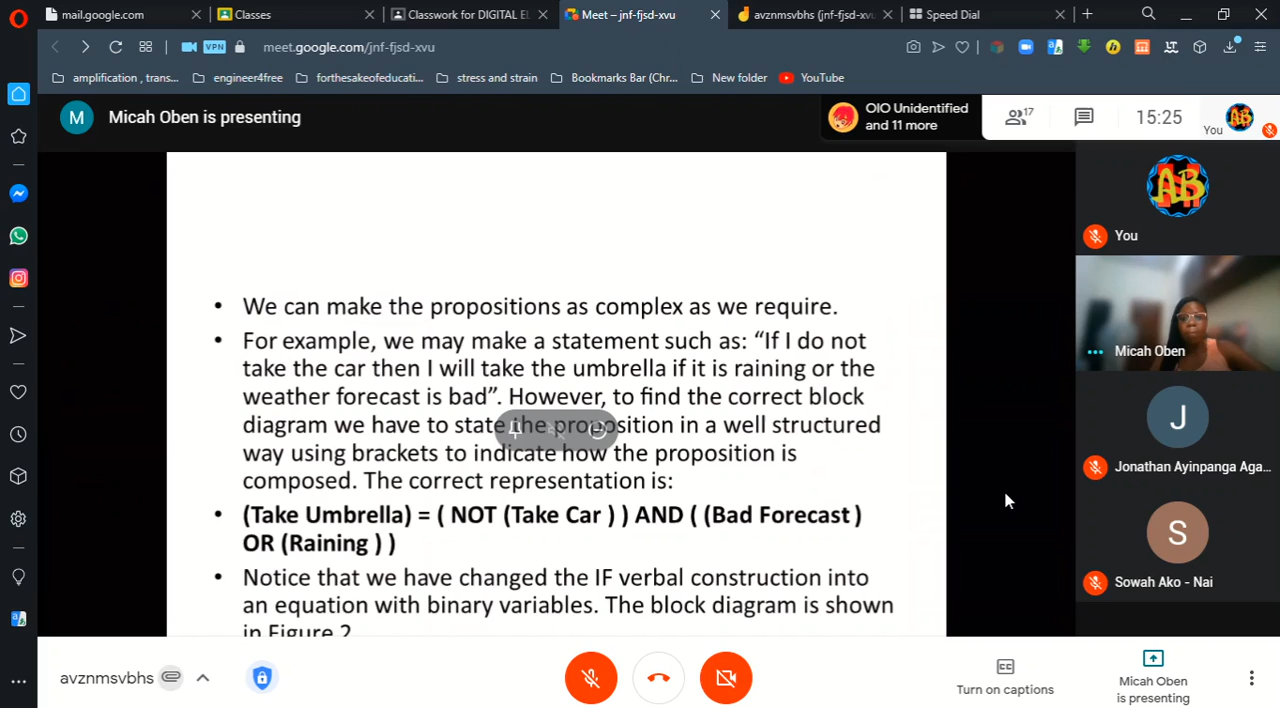 mail.google.com
Classes
Classwork for DIGITAL EL
Meet – jnf-fjsd-xvu
avznmsvbhs (jnf-fjsd-xv
Speed Dial
VPN
meet.google.com/jnf-fjsd-xvu
amplification , trans...
engineer4free
forthesakeofeducati...
stress and strain
Bookmarks Bar (Chr...
New folder
YouTube
M
Micah Oben is presenting
OIO Unidentified
and 11 more
17
15:25
You
AB
You
Micah Oben
J
Jonathan Ayinpanga Aga...
S
Sowah Ako - Nai
• We can make the propositions as complex as we require.
• For example, we may make a statement such as: “If I do not
take the car then I will take the umbrella if it is raining or the
weather forecast is bad”. However, to find the correct block
diagram we have to state the proposition in a well structured
way using brackets to indicate how the proposition is
composed. The correct representation is:
• (Take Umbrella) = ( NOT (Take Car ) ) AND ( (Bad Forecast )
OR (Raining ) )
• Notice that we have changed the IF verbal construction into
an equation with binary variables. The block diagram is shown
in Figure 2
avznmsvbhs
CC
Turn on captions
Micah Oben
is presenting